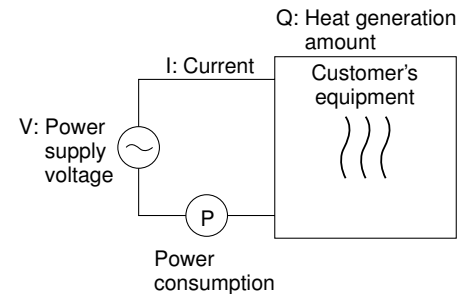 Q: Heat generation
amount
I: Current
Customer's
equipment
V: Power
supply
voltage
P
Power
consumption